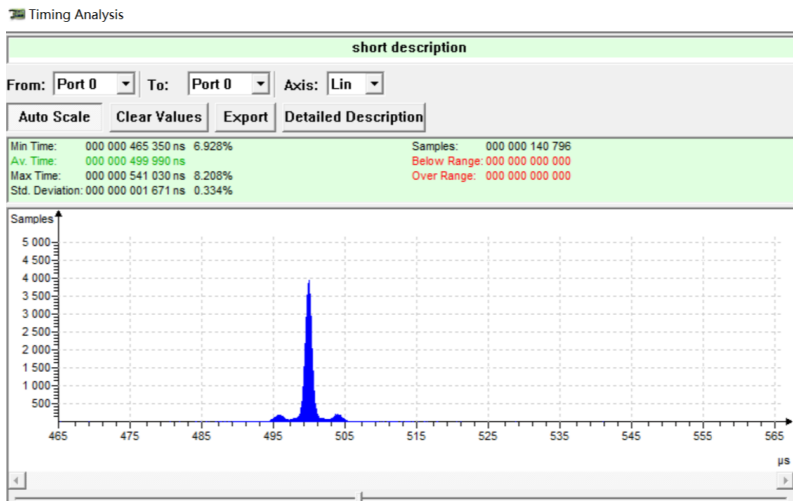 Timing Analysis
short description
From: Port 0 To: Port 0 Axis: Lin
Auto Scale Clear Values Export Detailed Description
Min Time: 000 000 465 350 ns 6.928% Samples: 000 000 140 796
Av. Time: 000 000 499 990 ns Below Range: 000 000 000 000
Max Time: 000 000 541 030 ns 8.208% Over Range: 000 000 000 000
Std. Deviation: 000 000 001 671 ns 0.334%
Samples
5 000
4 500
4 000
3 500
3 000
2 500
2 000
1 500
1 000
500
465 475 485 495 505 515 525 535 545 555 565
µs